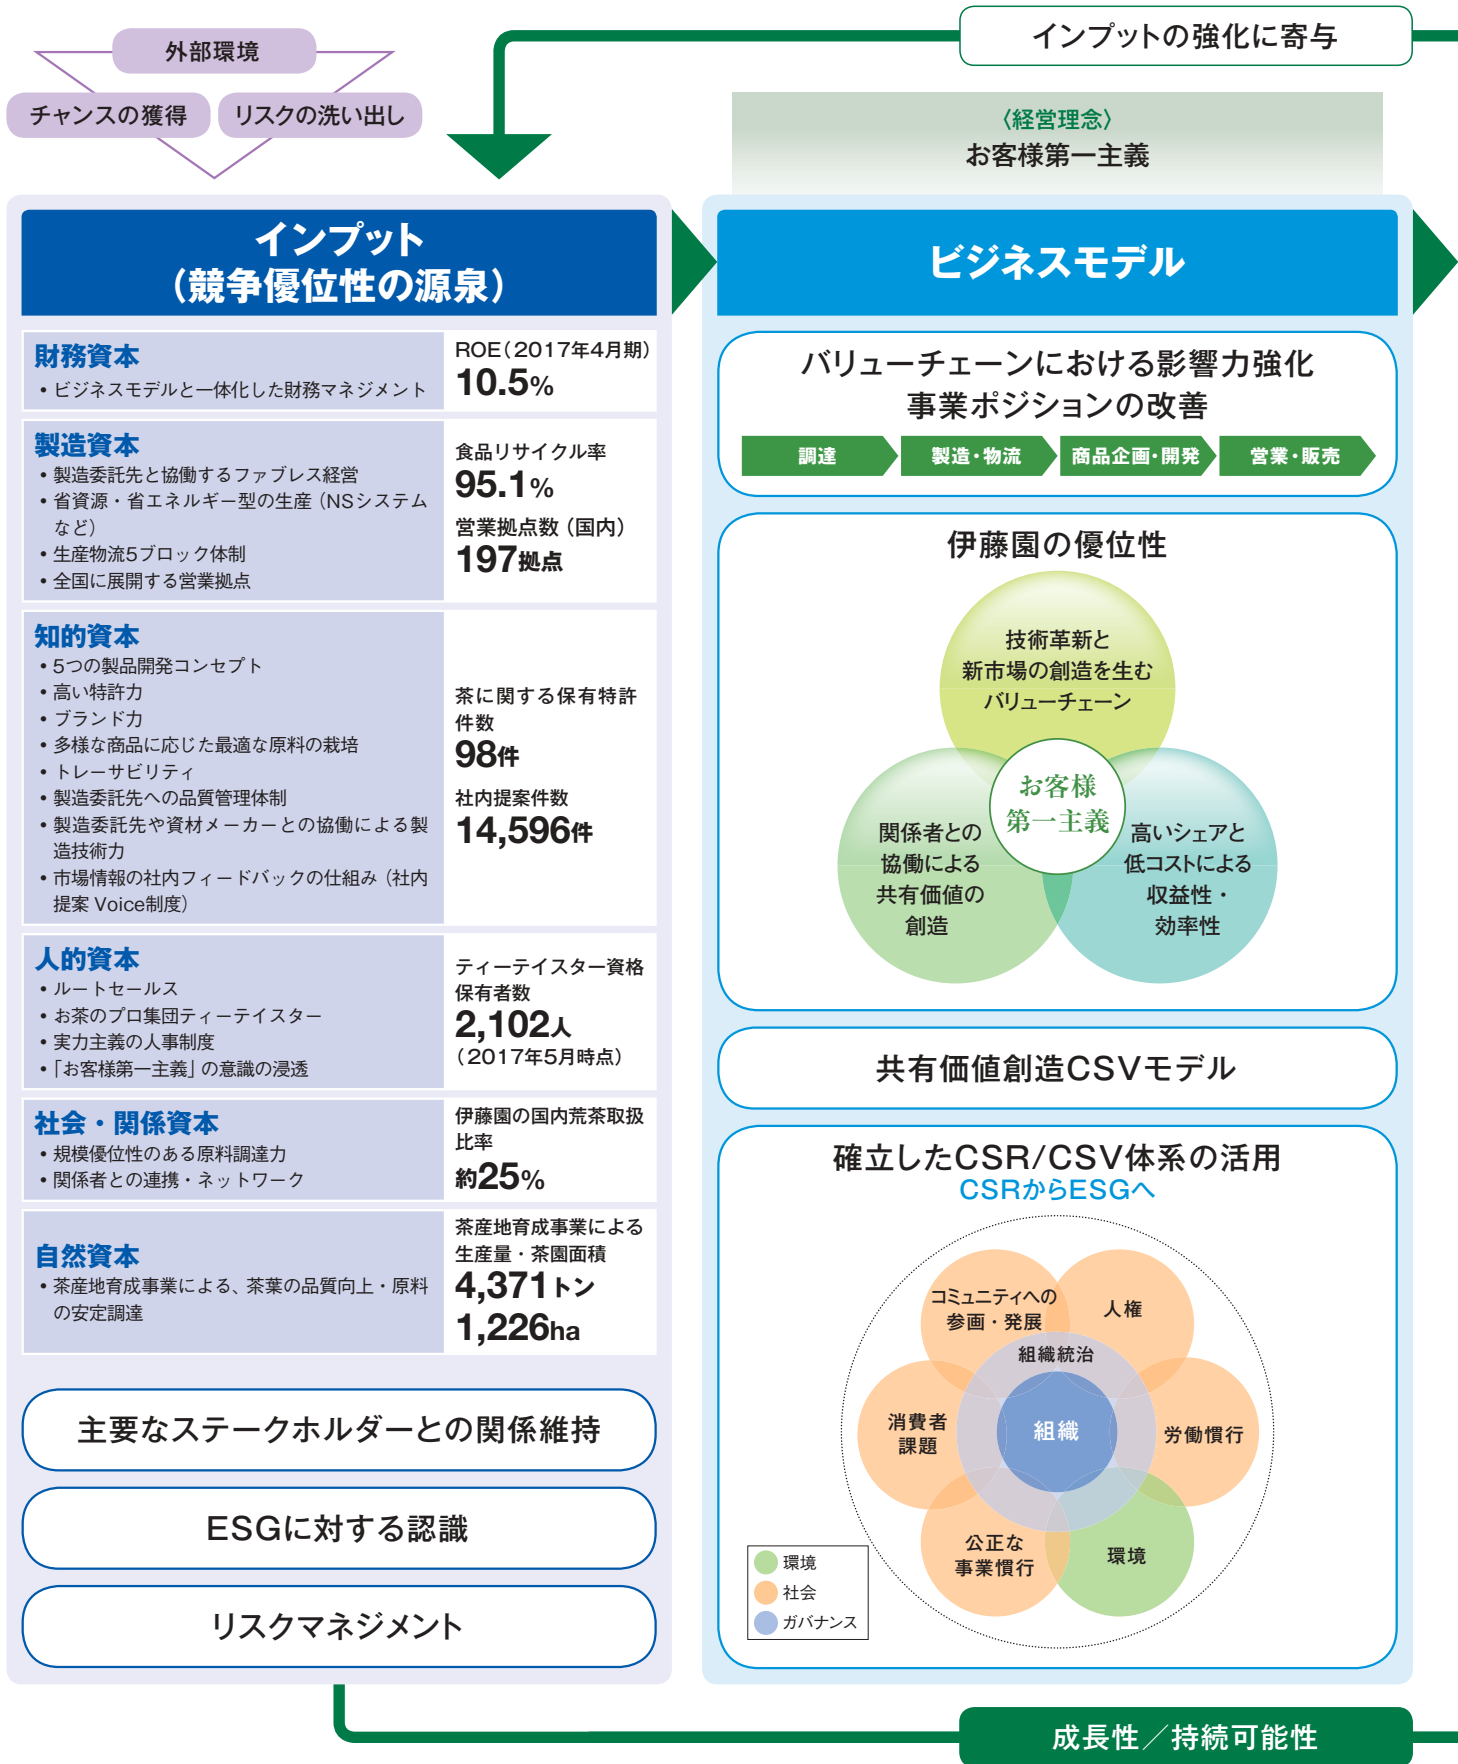 外部環境
チャンスの獲得
リスクの洗い出し
インプットの強化に寄与
〈経営理念〉
お客様第一主義
インプット
(競争優位性の源泉)
財務資本
• ビジネスモデルと一体化した財務マネジメント
ROE(2017年4月期)
10.5%
製造資本
• 製造委託先と協働するファブレス経営
• 省資源・省エネルギー型の生産(NSシステム
など)
• 生産物流5ブロック体制
• 全国に展開する営業拠点
食品リサイクル率
95.1%
営業拠点数(国内)
197拠点
知的資本
• 5つの製品開発コンセプト
• 高い特許力
• ブランド力
• 多様な商品に応じた最適な原料の栽培
• トレーサビリティ
• 製造委託先への品質管理体制
• 製造委託先や資材メーカーとの協働による製
造技術力
• 市場情報の社内フィードバックの仕組み(社内
提案 Voice制度)
茶に関する保有特許
件数
98件
社内提案件数
14,596件
人的資本
• ルートセールス
• お茶のプロ集団ティーテイスター
• 実力主義の人事制度
• 「お客様第一主義」の意識の浸透
ティーテイスター資格
保有者数
2,102人
(2017年5月時点)
社会・関係資本
• 規模優位性のある原料調達力
• 関係者との連携・ネットワーク
伊藤園の国内荒茶取扱
比率
約25%
自然資本
• 茶産地育成事業による、茶葉の品質向上・原料
の安定調達
茶産地育成事業による
生産量・茶園面積
4,371トン
1,226ha
主要なステークホルダーとの関係維持
ESGに対する認識
リスクマネジメント
ビジネスモデル
バリューチェーンにおける影響力強化
事業ポジションの改善
調達
製造・物流
商品企画・開発
営業・販売
伊藤園の優位性
技術革新と
新市場の創造を生む
バリューチェーン
お客様
第一主義
関係者との
協働による
共有価値の
創造
高いシェアと
低コストによる
収益性・
効率性
共有価値創造CSVモデル
確立したCSR/CSV体系の活用
CSRからESGへ
コミュニティへの
参画・発展
人権
組織統治
消費者
課題
組織
労働慣行
公正な
事業慣行
環境
環境
社会
ガバナンス
成長性／持続可能性